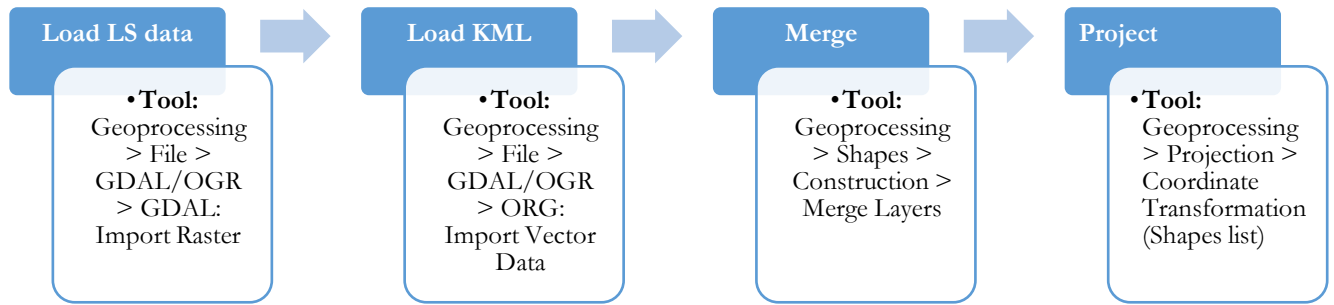 Load LS data
• Tool:
Geoprocessing
> File >
GDAL/OGR
> GDAL:
Import Raster
Load KML
• Tool:
Geoprocessing
> File >
GDAL/OGR
> ORG:
Import Vector
Data
Merge
• Tool:
Geoprocessing
> Shapes >
Construction >
Merge Layers
Project
• Tool:
Geoprocessing
> Projection >
Coordinate
Transformation
(Shapes list)